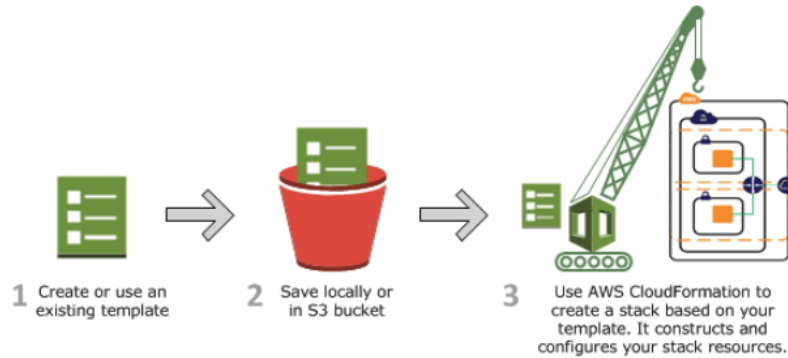 aws
1 Create or use an
existing template
2 Save locally or
in S3 bucket
3 Use AWS CloudFormation to
create a stack based on your
template. It constructs and
configures your stack resources.